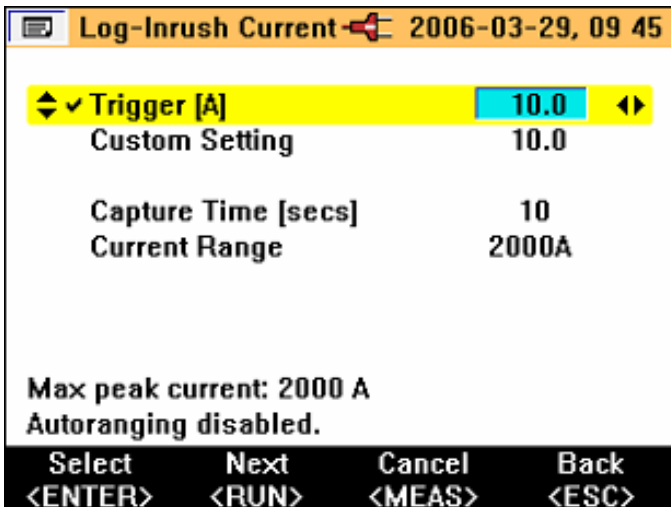 Log-Inrush Current 2006-03-29, 09 45
Trigger [A] 10.0
Custom Setting 10.0
Capture Time [secs] 10
Current Range 2000A
Max peak current: 2000 A
Autoranging disabled.
Select Next Cancel Back
<ENTER> <RUN> <MEAS> <ESC>